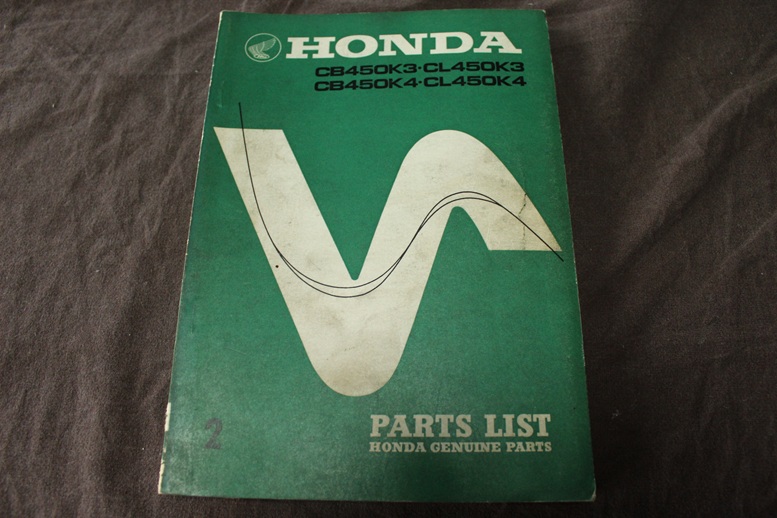 HONDA
CB450K3·CL450K3
CB450K4·CL450K4
2
PARTS LIST
HONDA GENUINE PARTS